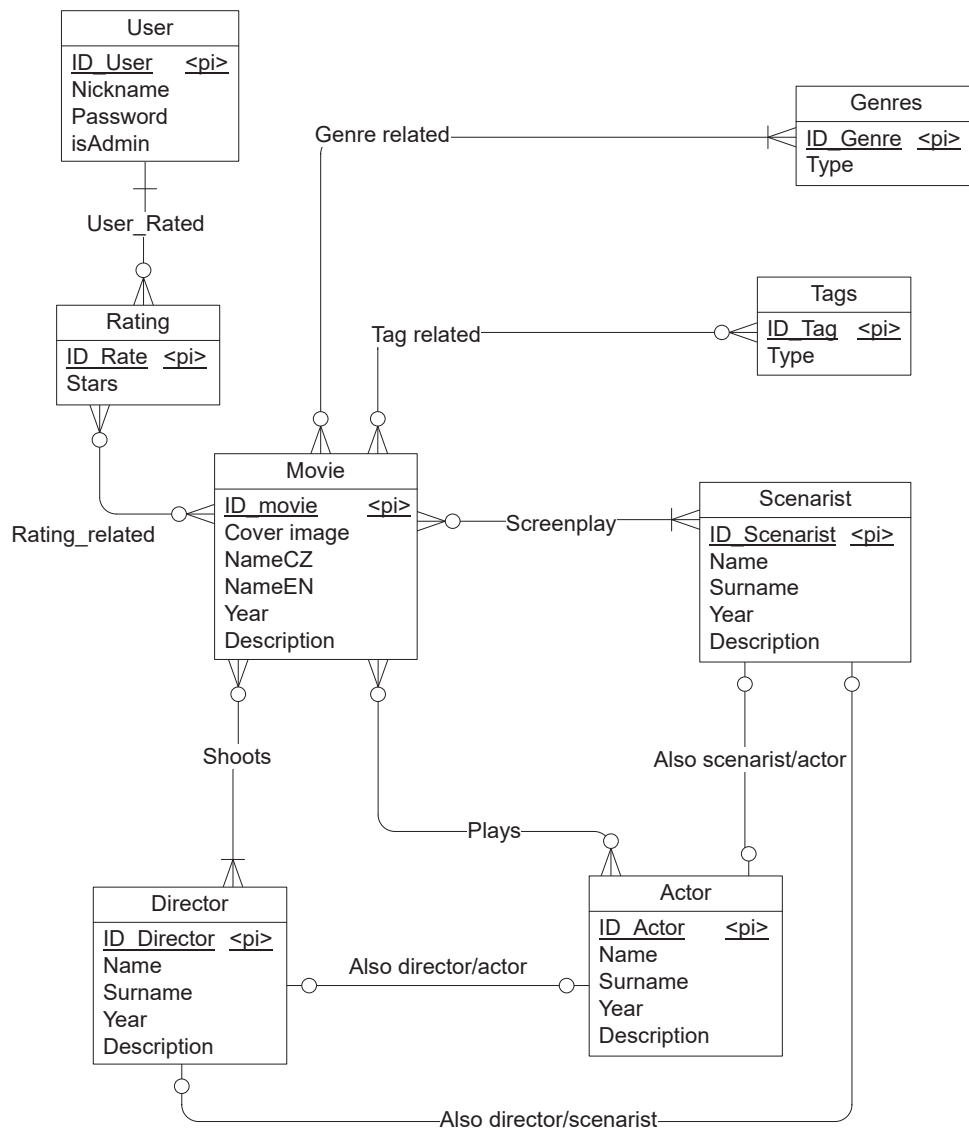 User
ID_User <pi>
Nickname
Password
isAdmin
Genres
ID_Genre <pi>
Type
Genre related
User_Rated
Tags
ID_Tag <pi>
Type
Rating
ID_Rate <pi>
Stars
Tag related
Movie
ID_movie <pi>
Cover image
NameCZ
NameEN
Year
Description
Rating_related
Screenplay
Scenarist
ID_Scenarist <pi>
Name
Surname
Year
Description
Shoots
Also scenarist/actor
Plays
Director
ID_Director <pi>
Name
Surname
Year
Description
Also director/actor
Actor
ID_Actor <pi>
Name
Surname
Year
Description
Also director/scenarist